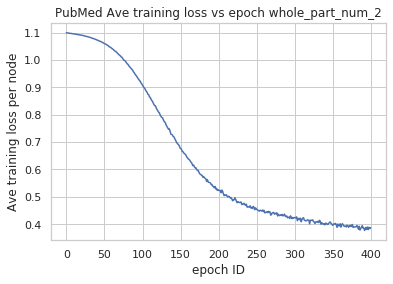 PubMed Ave training loss vs epoch whole_part_num_2
Ave training loss per node
1.1
1.0
0.9
0.8
0.7
0.6
0.5
0.4
0 50 100 150 200 250 300 350 400
epoch ID